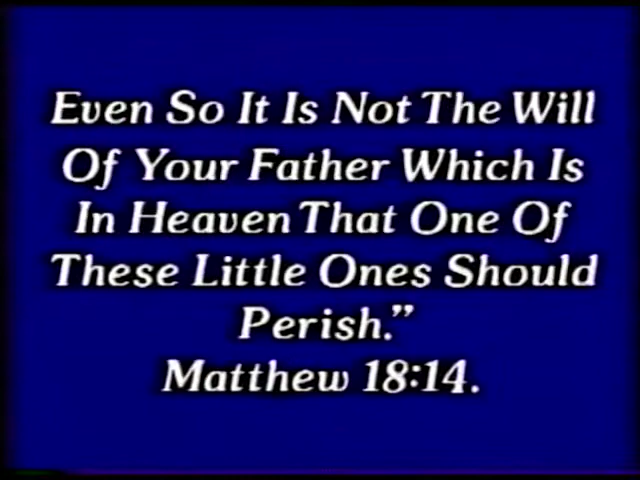 Even So It Is Not The Will
Of Your Father Which Is
In Heaven That One Of
These Little Ones Should
Perish.”
Matthew 18:14.